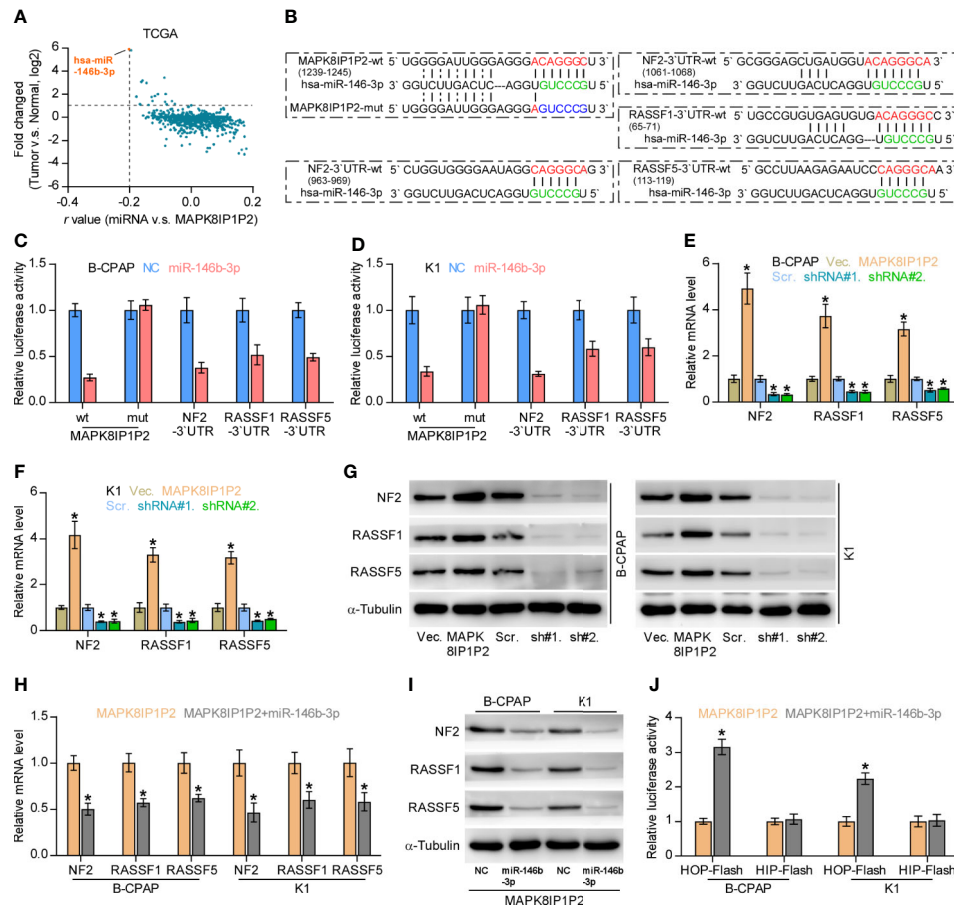 A
TCGA
hsa-miR
-146b-3p
Fold changed
(Tumor v.s. Normal, log2)
6
4
2
0
-2
-4
-6
-0.4
-0.2
0.0
0.2
r value (miRNA v.s. MAPK8IP1P2)
B
MAPK8IP1P2-wt 5` UGGGGAUUGGGAGGGACAGGGCU 3`
(1239-1245)
hsa-miR-146-3p 3` GGUCUUGACUC---AGGUGUCCCGU 5`
MAPK8IP1P2-mut 5` UUGGGAUUGGGAGGGAGUCCCGU 3`
NF2-3`UTR-wt 5` GCGGGAGCUGAUGGUACAGGGCA 3`
(1061-1068)
hsa-miR-146-3p 3` GGUCUUGACUCAGGUGUCCCGU 5`
RASSF1-3`UTR-wt 5` UGCCGUGUGAGUGUGACAGGGCC 3`
(65-71)
hsa-miR-146-3p 3` GGUCUUGACUCAGG---UGUCCCGU 5`
NF2-3`UTR-wt 5` CUGGUGGGGAAUAGGCAGGGCAG 3`
(963-969)
hsa-miR-146-3p 3` GGUCUUGACUCAGGUGUCCCGU 5`
RASSF5-3`UTR-wt 5` GCCUUAAGAGAAUCCCAGGGCAA 3`
(113-119)
hsa-miR-146-3p 3` GGUCUUGACUCAGGUGUCCCGU 5`
C
B-CPAP NC miR-146b-3p
Relative luciferase activity
1.5
1.0
0.5
0.0
wt
mut
MAPK8IP1P2
NF2
-3`UTR
RASSF1
-3`UTR
RASSF5
-3`UTR
D
K1 NC miR-146b-3p
Relative luciferase activity
1.5
1.0
0.5
0.0
wt
mut
MAPK8IP1P2
NF2
-3`UTR
RASSF1
-3`UTR
RASSF5
-3`UTR
E
B-CPAP Vec. MAPK8IP1P2
Scr. shRNA#1. shRNA#2.
Relative mRNA level
6
4
2
0
* * * * * * * * *
NF2 RASSF1 RASSF5
F
K1 Vec. MAPK8IP1P2
Scr. shRNA#1. shRNA#2.
Relative mRNA level
6
4
2
0
* * * * * * * * *
NF2 RASSF1 RASSF5
G
NF2
RASSF1
RASSF5
α-Tubulin
Vec. MAPK Scr. sh#1. sh#2.
8IP1P2
B-CPAP
Vec. MAPK Scr. sh#1. sh#2.
8IP1P2
K1
H
MAPK8IP1P2 MAPK8IP1P2+miR-146b-3p
Relative mRNA level
1.5
1.0
0.5
0.0
* * * * * *
NF2 RASSF1 RASSF5 NF2 RASSF1 RASSF5
B-CPAP K1
I
B-CPAP K1
NF2
RASSF1
RASSF5
α-Tubulin
NC miR-146b NC miR-146b
-3p -3p
MAPK8IP1P2
J
MAPK8IP1P2 MAPK8IP1P2+miR-146b-3p
Relative luciferase activity
4
3
2
1
0
* *
HOP-Flash HIP-Flash HOP-Flash HIP-Flash
B-CPAP K1